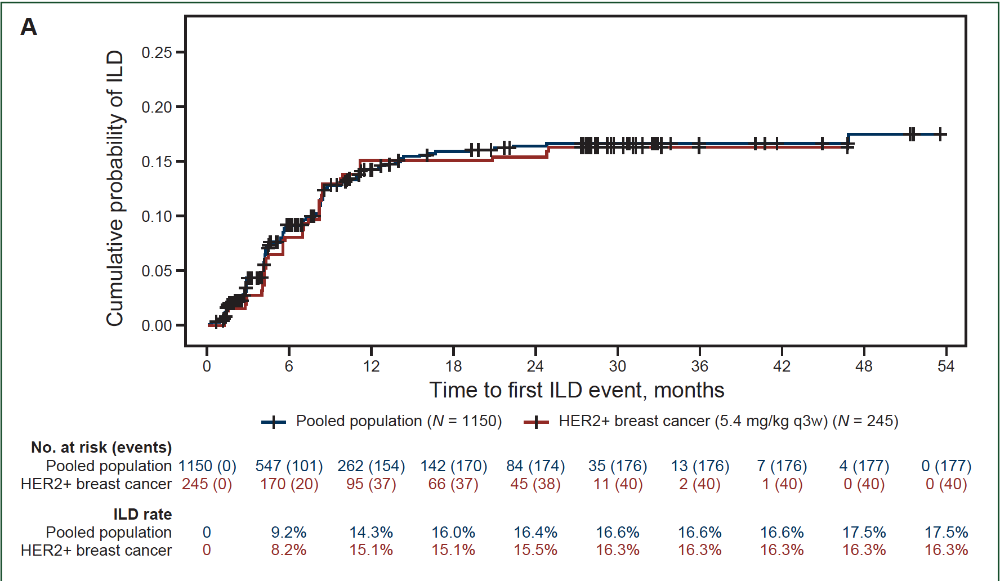 A
Cumulative probability of ILD
0.25
0.20
0.15
0.10
0.05
0.00
0 6 12 18 24 30 36 42 48 54
Time to first ILD event, months
Pooled population (N = 1150) HER2+ breast cancer (5.4 mg/kg q3w) (N = 245)
No. at risk (events)
Pooled population 1150 (0) 547 (101) 262 (154) 142 (170) 84 (174) 35 (176) 13 (176) 7 (176) 4 (177) 0 (177)
HER2+ breast cancer 245 (0) 170 (20) 95 (37) 66 (37) 45 (38) 11 (40) 2 (40) 1 (40) 0 (40) 0 (40)
ILD rate
Pooled population 0 9.2% 14.3% 16.0% 16.4% 16.6% 16.6% 16.6% 17.5% 17.5%
HER2+ breast cancer 0 8.2% 15.1% 15.1% 15.5% 16.3% 16.3% 16.3% 16.3% 16.3%